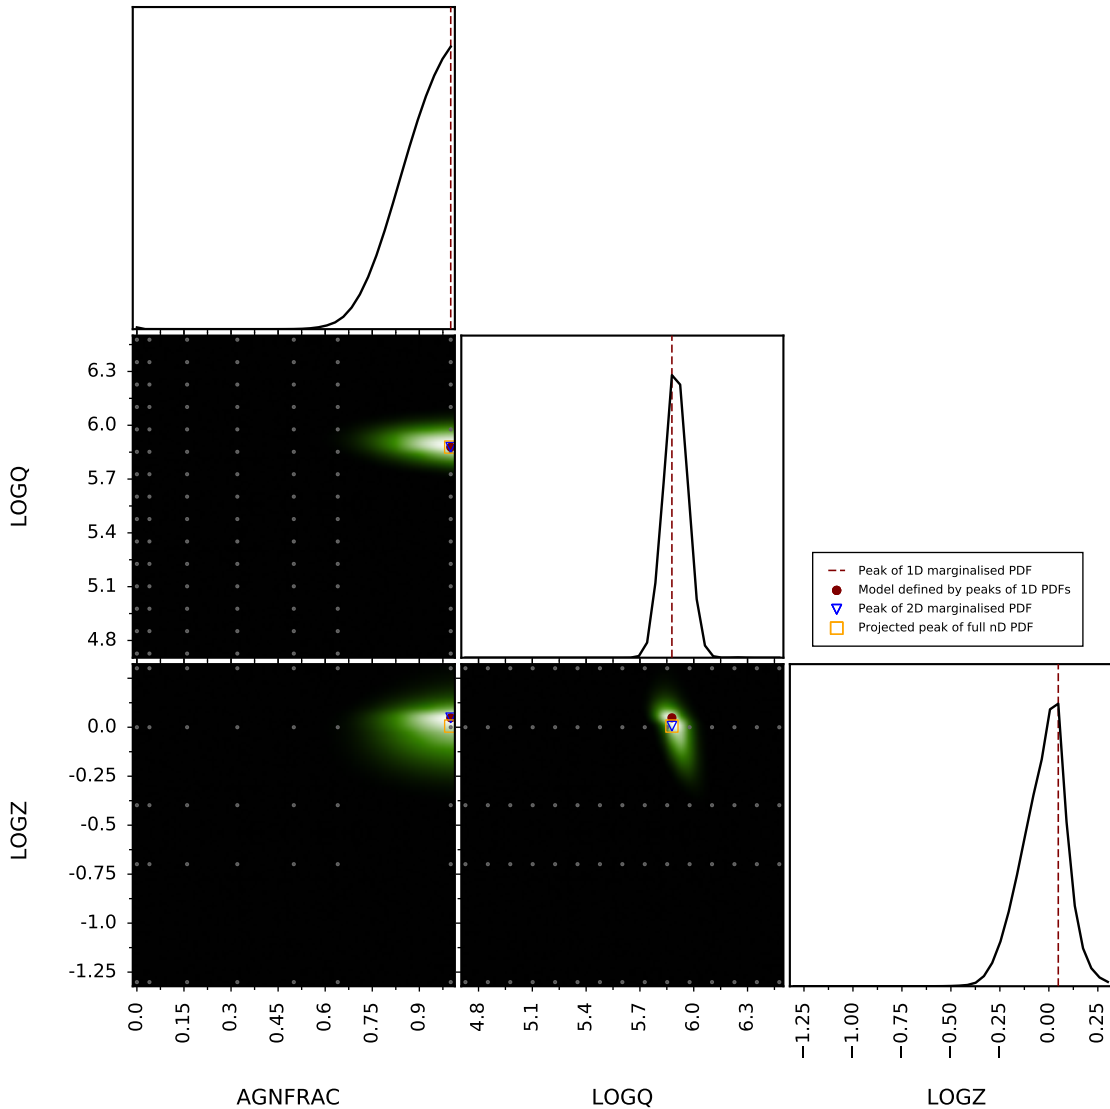 6.3
6.0
5.7
5.4
5.1
4.8
LOGQ
Peak of 1D marginalised PDF
Model defined by peaks of 1D PDFs
Peak of 2D marginalised PDF
Projected peak of full nD PDF
0.0
-0.25
-0.5
-0.75
-1.0
-1.25
LOGZ
0.0 0.15 0.3 0.45 0.6 0.75 0.9
4.8 5.1 5.4 5.7 6.0 6.3
−1.25 −1.00 −0.75 −0.50 −0.25 0.00 0.25
AGNFRAC LOGQ LOGZ